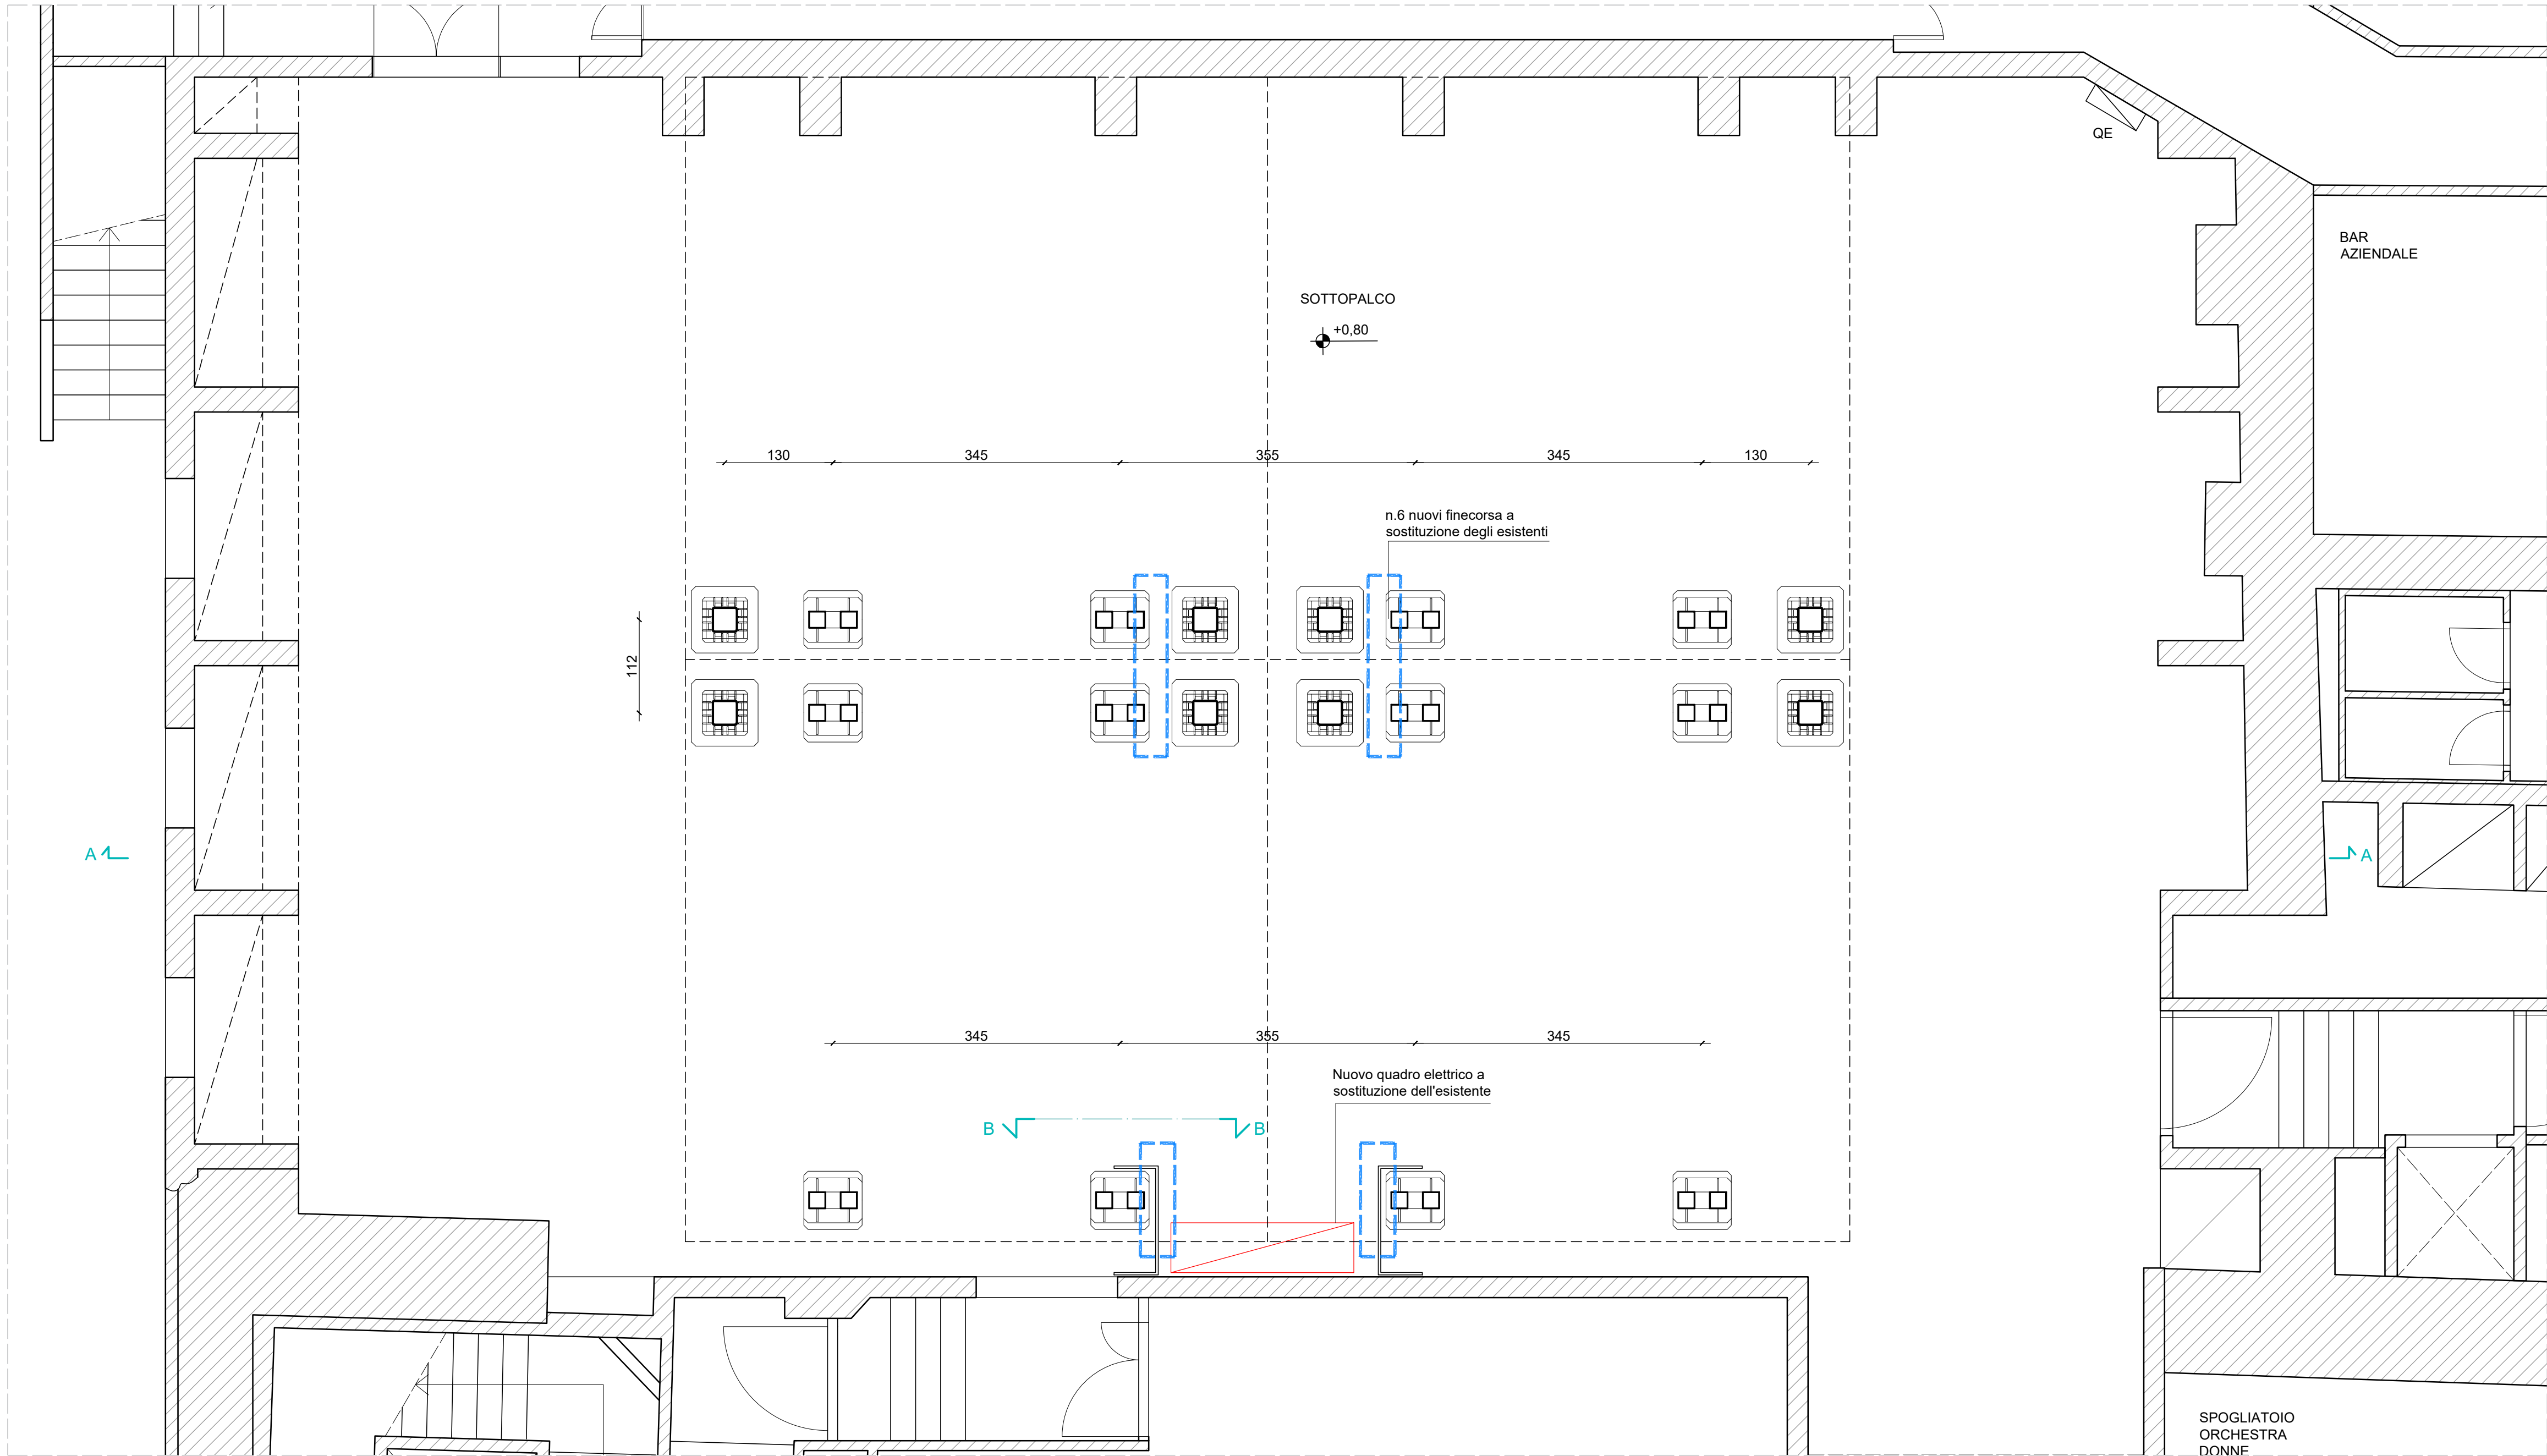 QE
BAR
AZIENDALE
SOTTOPALCO
+0,80
130
345
355
345
130
n.6 nuovi finecorsa a
sostituzione degli esistenti
112
A
A
345
355
345
Nuovo quadro elettrico a
sostituzione dell'esistente
B
B
SPOGLIATOIO
ORCHESTRA
DONNE